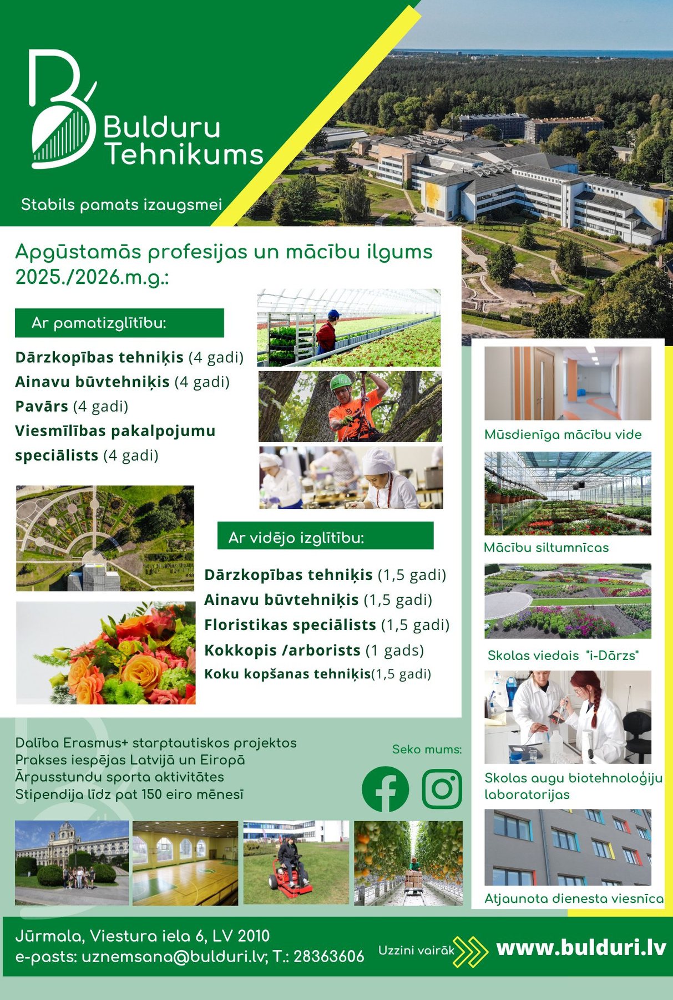 Bulduru
Tehnikums
Stabils pamats izaugsmei
Apgūstamās profesijas un mācību ilgums
2025./2026.m.g.:
Ar pamatizglītību:
Dārzkopības tehniķis (4 gadi)
Ainavu būvtehniķis (4 gadi)
Pavārs (4 gadi)
Viesmīlības pakalpojumu
speciālists (4 gadi)
Ar vidējo izglītību:
Dārzkopības tehniķis (1,5 gadi)
Ainavu būvtehniķis (1,5 gadi)
Floristikas speciālists (1,5 gadi)
Kokkopis /arborists (1 gads)
Koku kopšanas tehniķis(1,5 gadi)
Mūsdienīga mācību vide
Mācību siltumnīcas
Skolas viedais "i-Dārzs"
Skolas augu biotehnoloģiju
laboratorijas
Atjaunota dienesta viesnīca
Dalība Erasmus+ starptautiskos projektos
Prakses iespējas Latvijā un Eiropā
Ārpusstundu sporta aktivitātes
Stipendija līdz pat 150 eiro mēnesī
Seko mums:
Jūrmala, Viestura iela 6, LV 2010
e-pasts: uznemsana@bulduri.lv; T.: 28363606
Uzzini vairāk
www.bulduri.lv